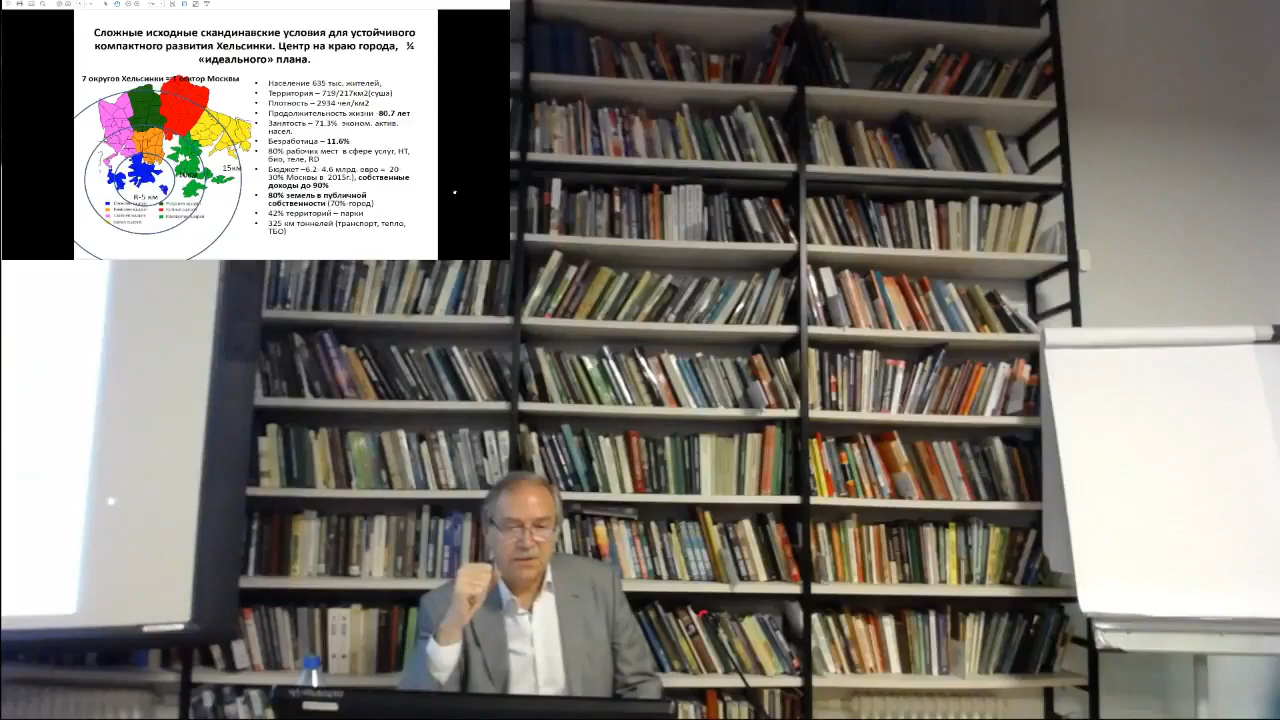 Сложные исходные скандинавские условия для устойчивого
компактного развития Хельсинки. Центр на краю города, ¼
«идеального» плана.
7 округов Хельсинки = 1 сектор Москвы
15км
R-5 км
• Население 635 тыс. жителей,
• Территория – 719/217км2(суша)
• Плотность – 2934 чел/км2
• Продолжительность жизни -80.7 лет
• Занятость – 71.3% эконом. актив.
насел.
• Безработица – 11.6%
• 80% рабочих мест в сфере услуг, HT,
био, теле, RD
• Бюджет –6.2- 4.6 млрд. евро = 20-
30% Москвы в 2015г.), собственные
доходы до 90%
• 80% земель в публичной
собственности (70%-город)
• 42% территорий – парки
• 325 км тоннелей (транспорт, тепло,
ТБО)